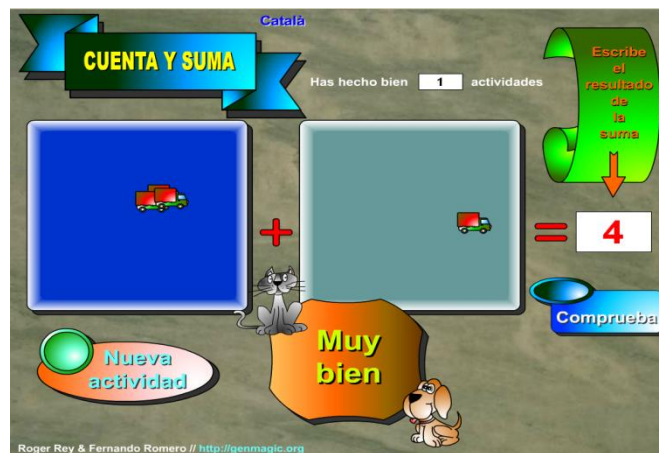 Català
CUENTA Y SUMA
Has hecho bien 1 actividades
Escribe
el
resultado
de
la
suma
+
=
4
Comprueba
Muy
bien
Nueva
actividad
Roger Rey & Fernando Romero // http://genmagic.org